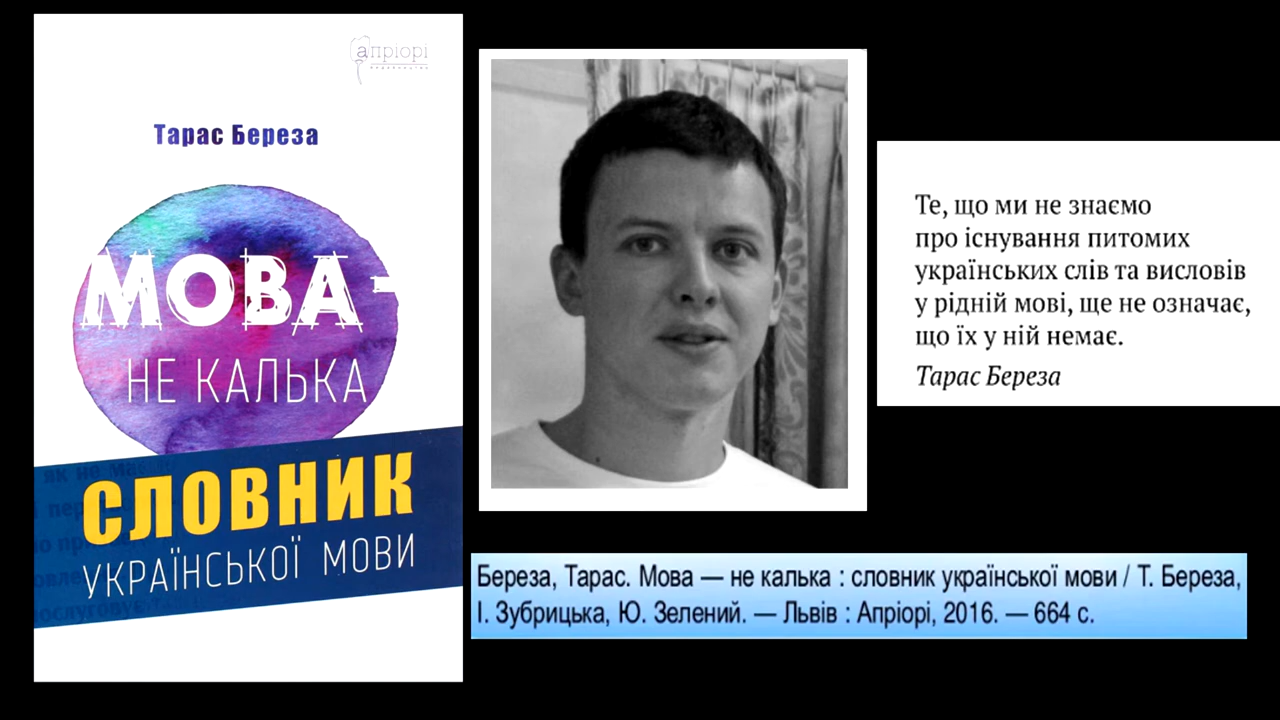 апріорі
Тарас Береза
МОВА-
НЕ КАЛЬКА
СЛОВНИК
УКРАЇНСЬКОЇ МОВИ
Те, що ми не знаємо
про існування питомих
українських слів та висловів
у рідній мові, ще не означає,
що їх у ній немає.
Тарас Береза
Береза, Тарас. Мова — не калька : словник української мови / Т. Береза,
І. Зубрицька, Ю. Зелений. — Львів : Апріорі, 2016. — 664 с.